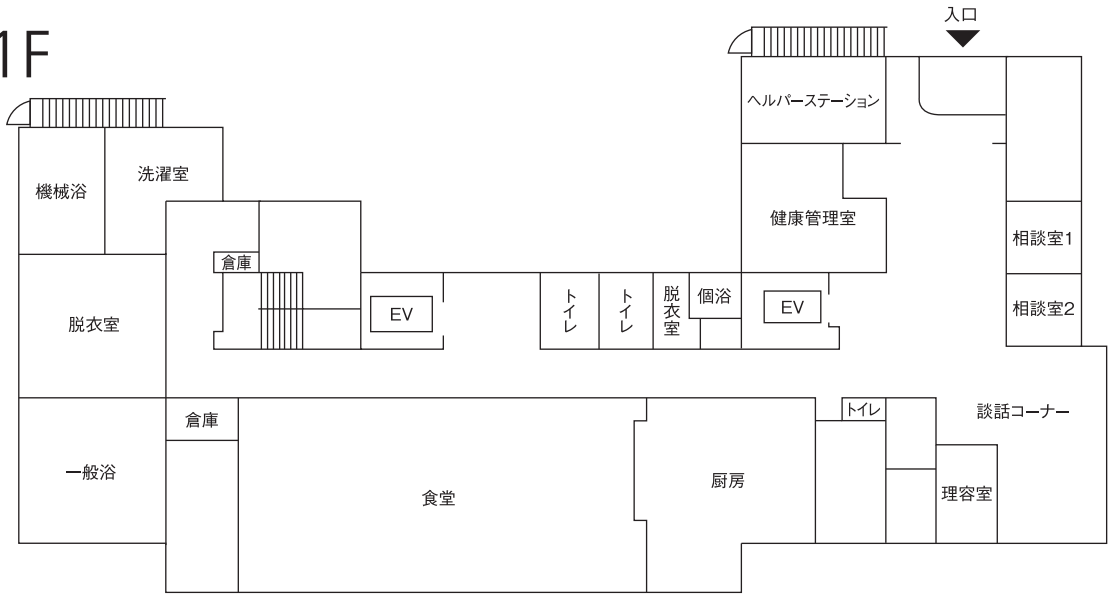 1F
入口
ヘルパーステーション
機械浴
洗濯室
健康管理室
相談室1
倉庫
脱衣室
EV
トイレ
トイレ
脱衣室
個浴
EV
相談室2
倉庫
トイレ
談話コーナー
一般浴
食堂
厨房
理容室